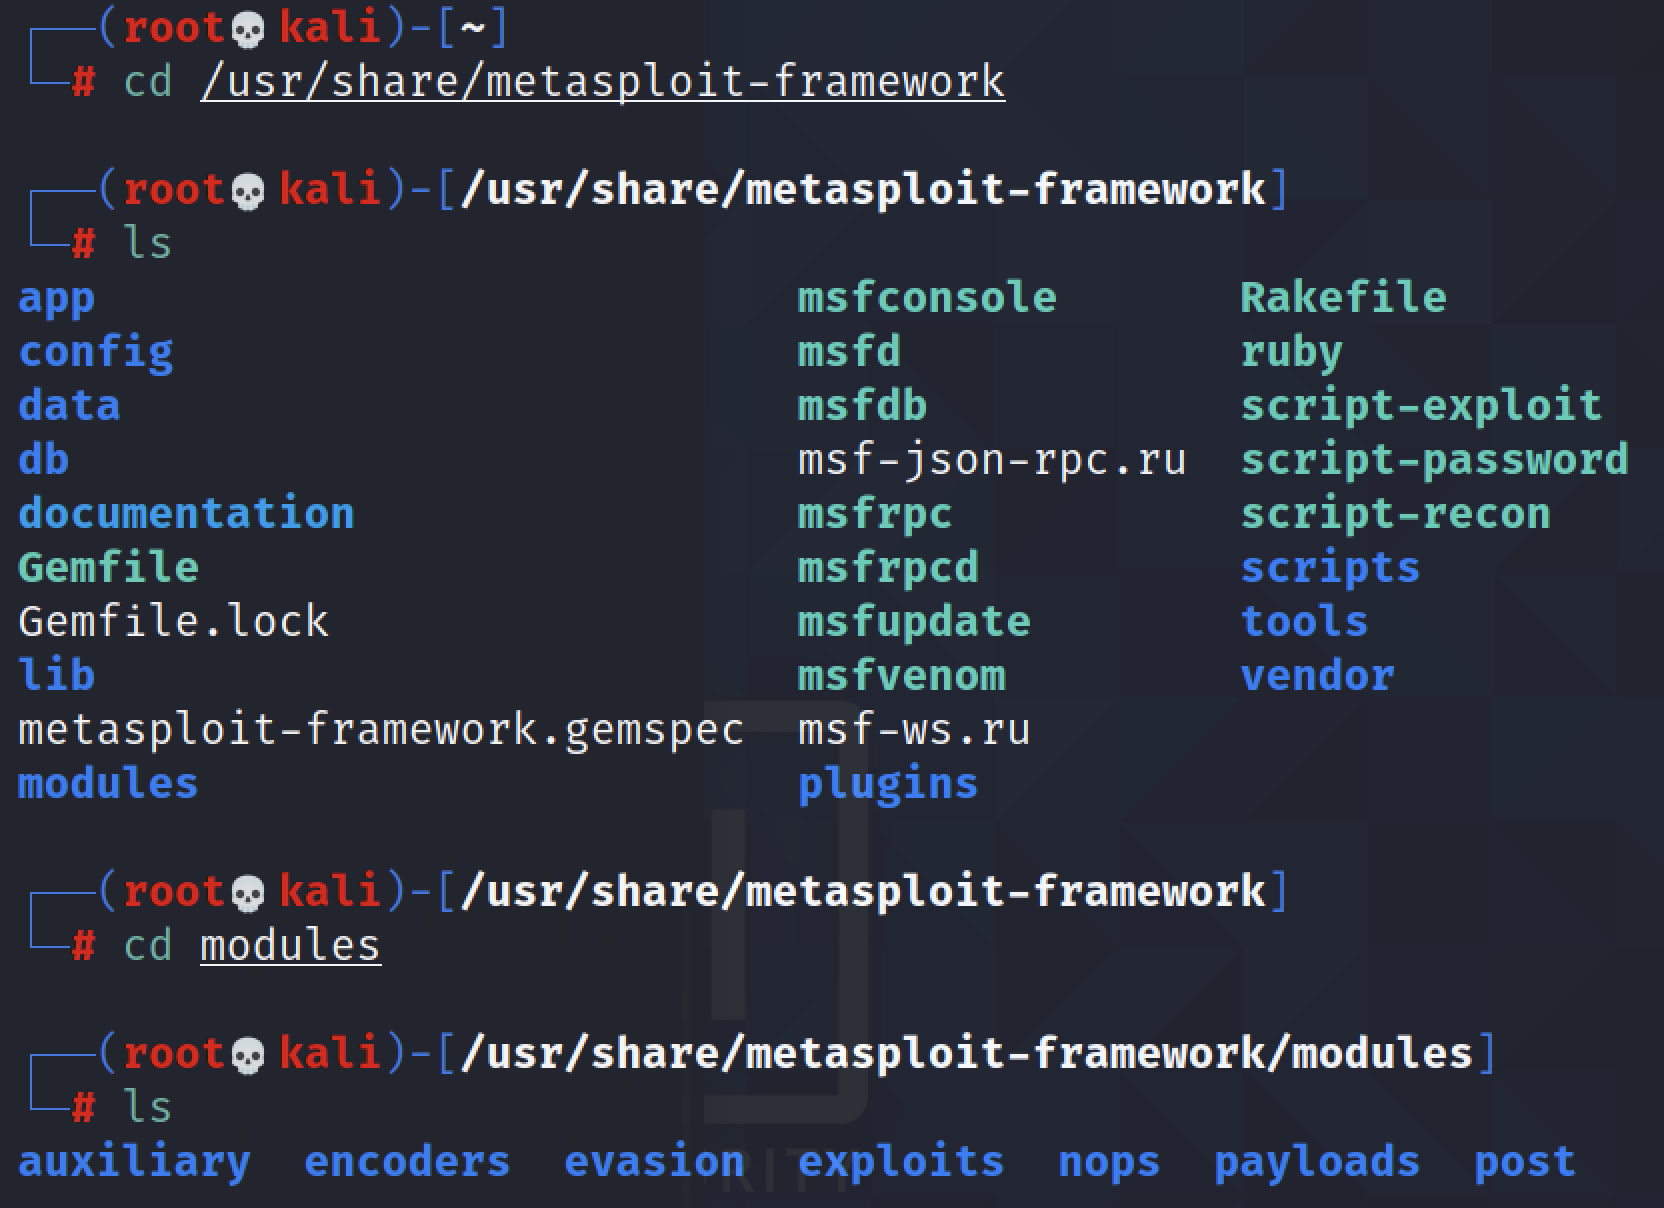 (root💀kali)-[~]
# cd /usr/share/metasploit-framework
(root💀kali)-[/usr/share/metasploit-framework]
# ls
app msfconsole Rakefile
config msfd ruby
data msfdb script-exploit
db msf-json-rpc.ru script-password
documentation msfrpc script-recon
Gemfile msfrpcd scripts
Gemfile.lock msfupdate tools
lib msfvenom vendor
metasploit-framework.gemspec msf-ws.ru
modules plugins
(root💀kali)-[/usr/share/metasploit-framework]
# cd modules
(root💀kali)-[/usr/share/metasploit-framework/modules]
# ls
auxiliary encoders evasion exploits nops payloads post